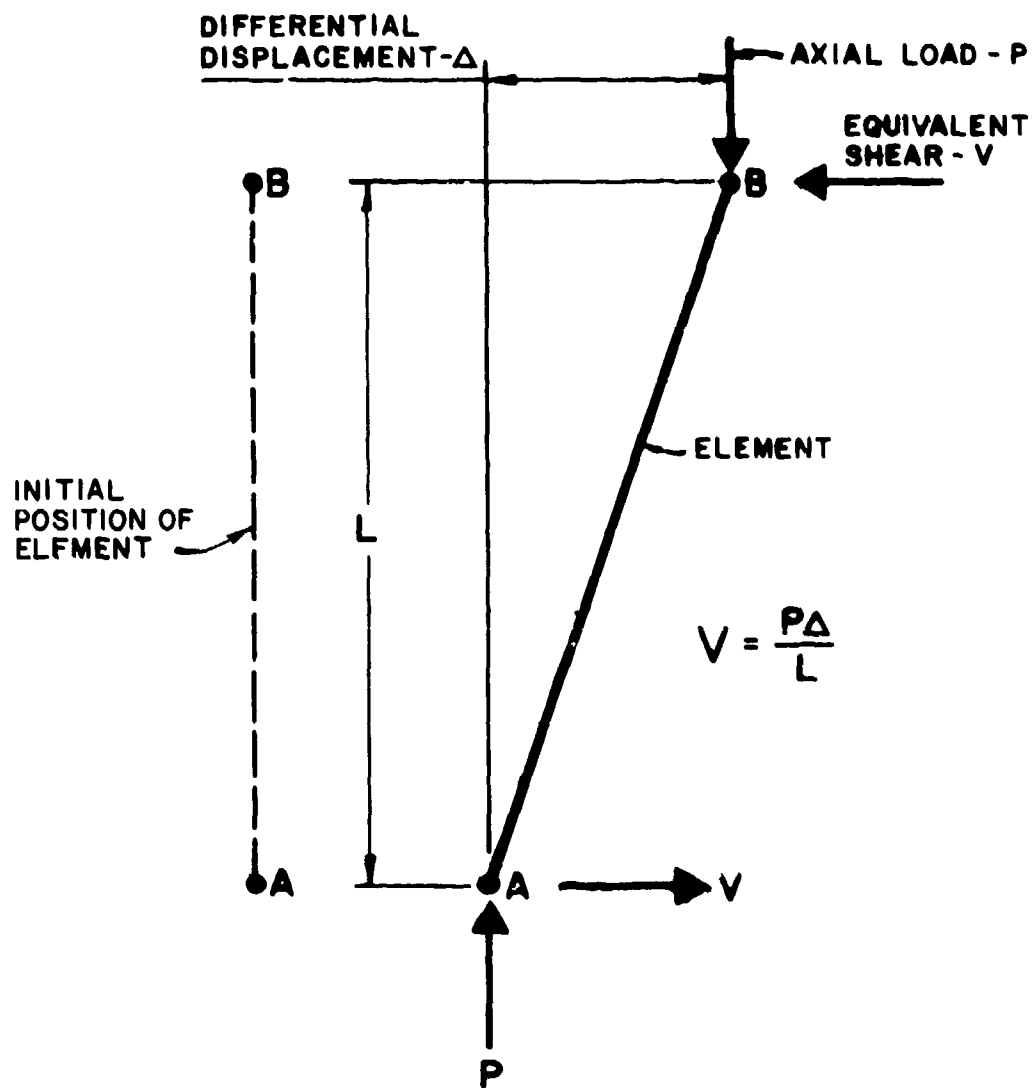 DIFFERENTIAL
DISPLACEMENT-Δ
AXIAL LOAD - P
EQUIVALENT
SHEAR - V
B
B
ELEMENT
INITIAL
POSITION OF
ELFMENT
L
V = PΔ/L
A
A
V
P